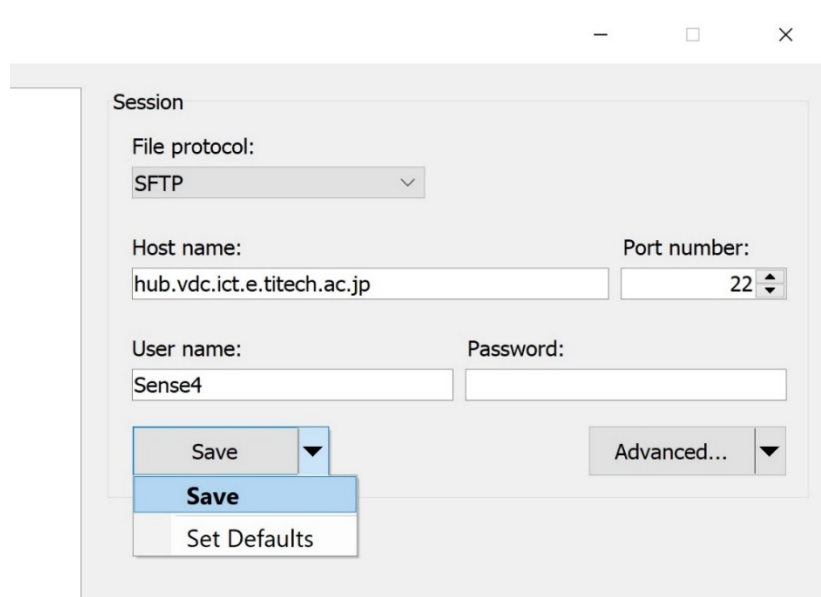 Session
File protocol:
SFTP
Host name: Port number:
hub.vdc.ict.e.titech.ac.jp 22
User name: Password:
Sense4
Save Advanced...
Save
Set Defaults